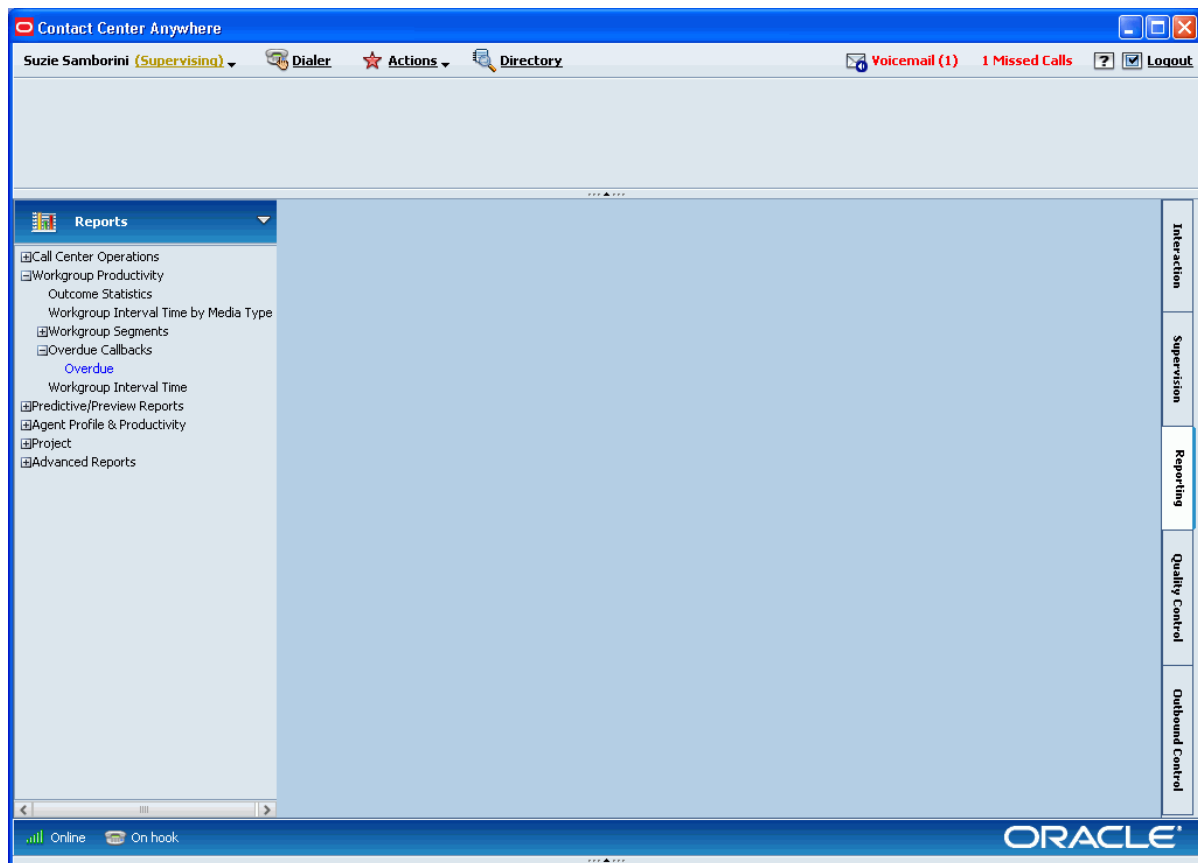 Contact Center Anywhere
Suzie Samborini (Supervising) Dialer Actions Directory Voicemail (1) 1 Missed Calls ? Logout
Reports
Call Center Operations
Workgroup Productivity
Outcome Statistics
Workgroup Interval Time by Media Type
Workgroup Segments
Overdue Callbacks
Overdue
Workgroup Interval Time
Predictive/Preview Reports
Agent Profile & Productivity
Project
Advanced Reports
Interaction
Supervision
Reporting
Quality Control
Outbound Control
Online On hook ORACLE